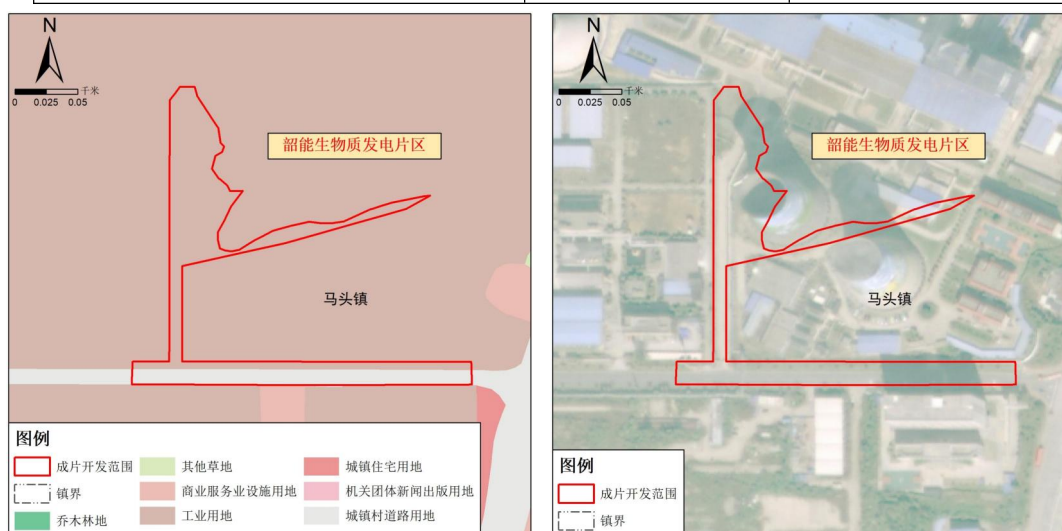 N
千米
0 0.025 0.05
韶能生物质发电片区
马头镇
图例
成片开发范围
镇界
乔木林地
其他草地
商业服务业设施用地
工业用地
城镇住宅用地
机关团体新闻出版用地
城镇村道路用地
N
千米
0 0.025 0.05
韶能生物质发电片区
马头镇
图例
成片开发范围
镇界